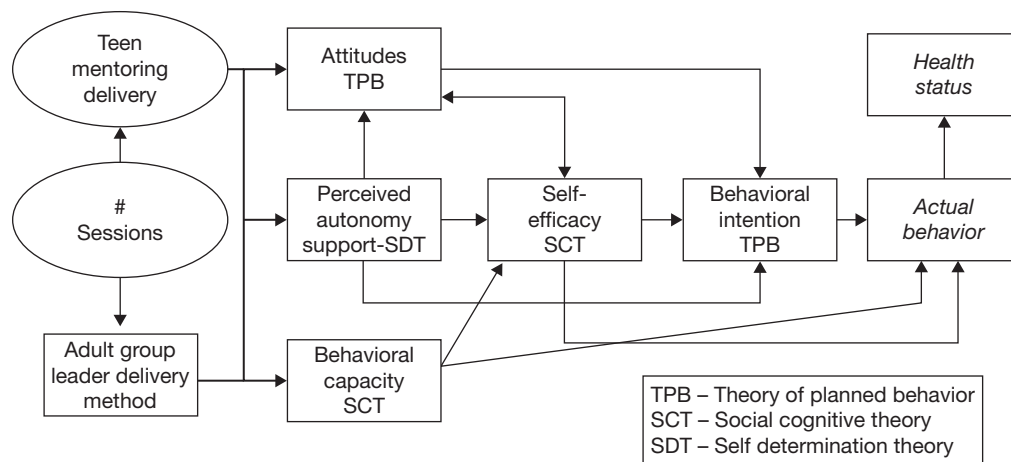 Teen
mentoring
delivery
Attitudes
TPB
Health
status
#
Sessions
Perceived
autonomy
support-SDT
Self-
efficacy
SCT
Behavioral
intention
TPB
Actual
behavior
Adult group
leader delivery
method
Behavioral
capacity
SCT
TPB – Theory of planned behavior
SCT – Social cognitive theory
SDT – Self determination theory